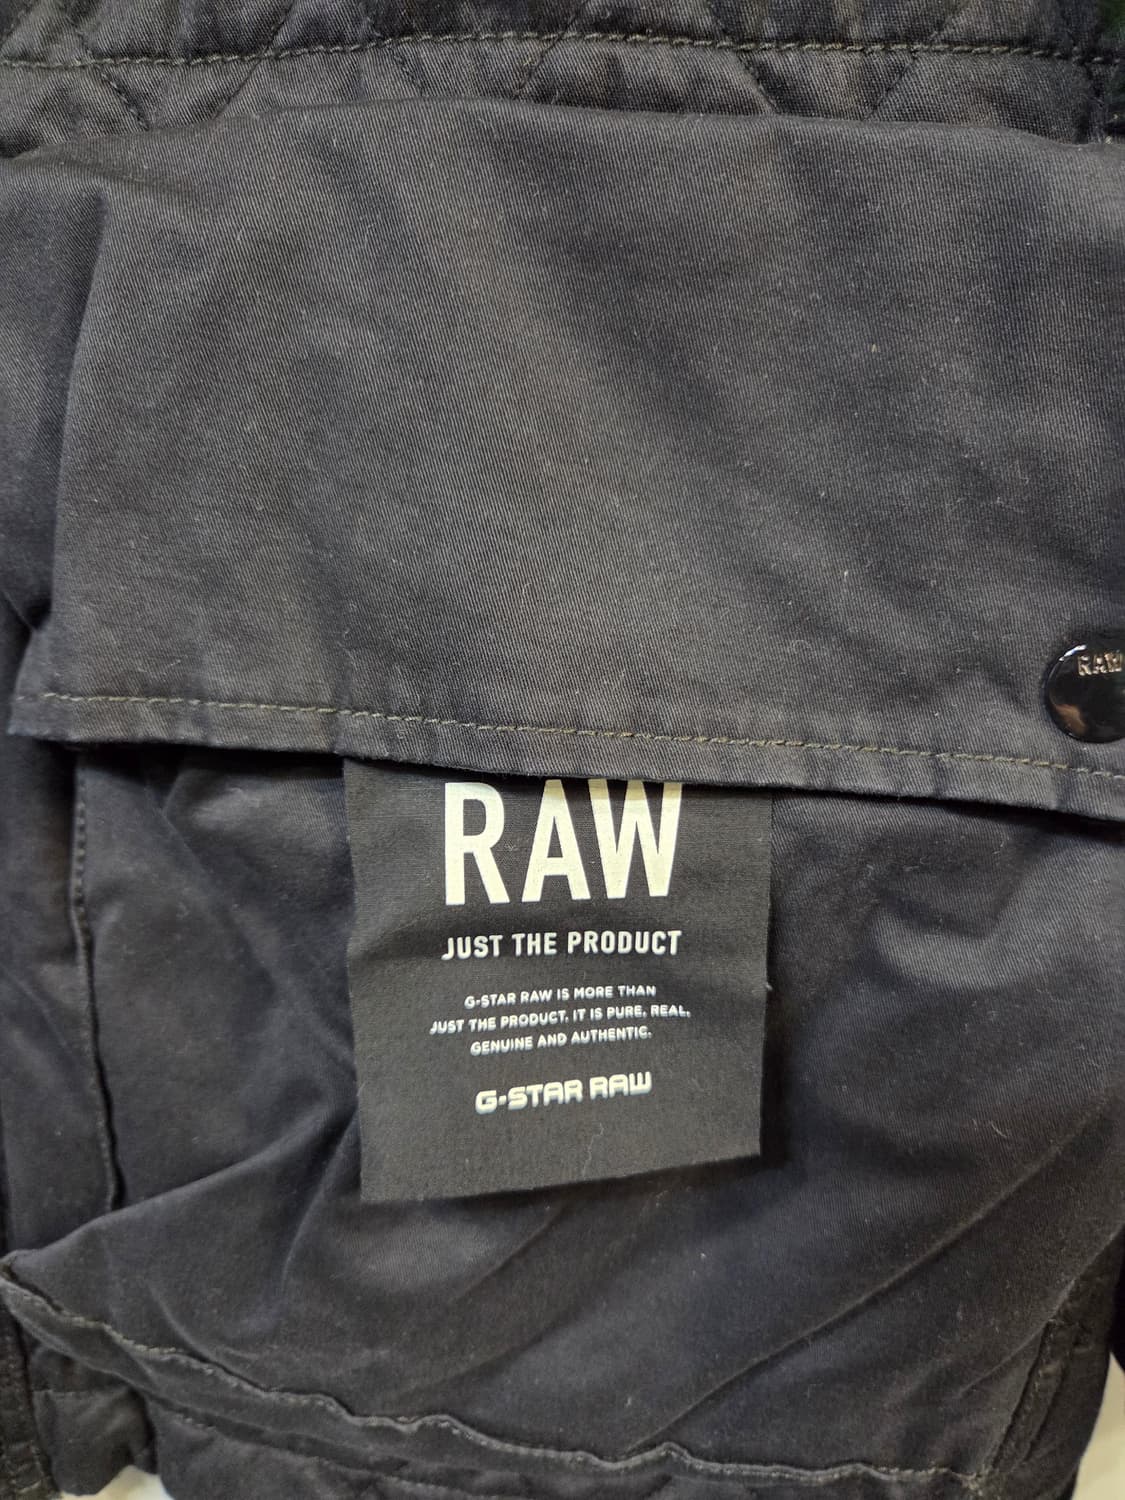 RAW
RAW
JUST THE PRODUCT
G-STAR RAW IS MORE THAN
JUST THE PRODUCT. IT IS PURE, REAL,
GENUINE AND AUTHENTIC.
G-STAR RAW